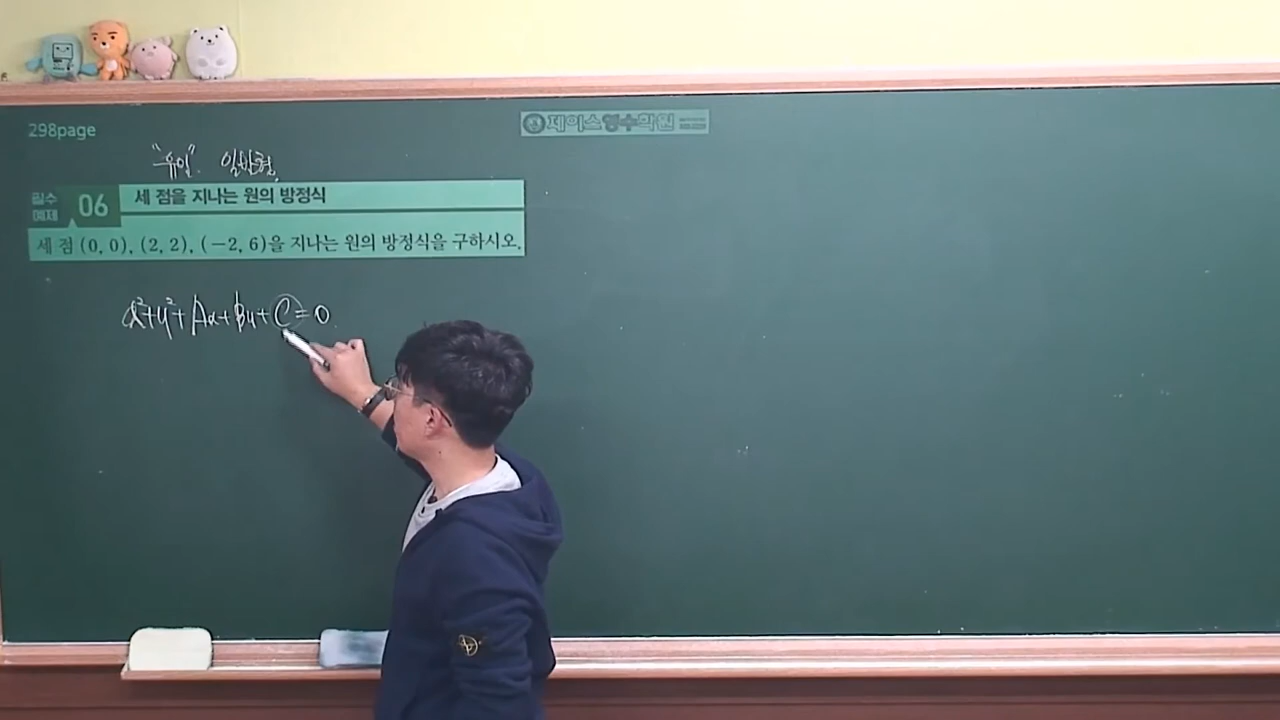 298page
제이스영수학원
"유일". 일반형.
필수 예제 06 세 점을 지나는 원의 방정식
세 점 (0, 0), (2, 2), (−2, 6)을 지나는 원의 방정식을 구하시오.
x²+y²+Ax+By+C=0